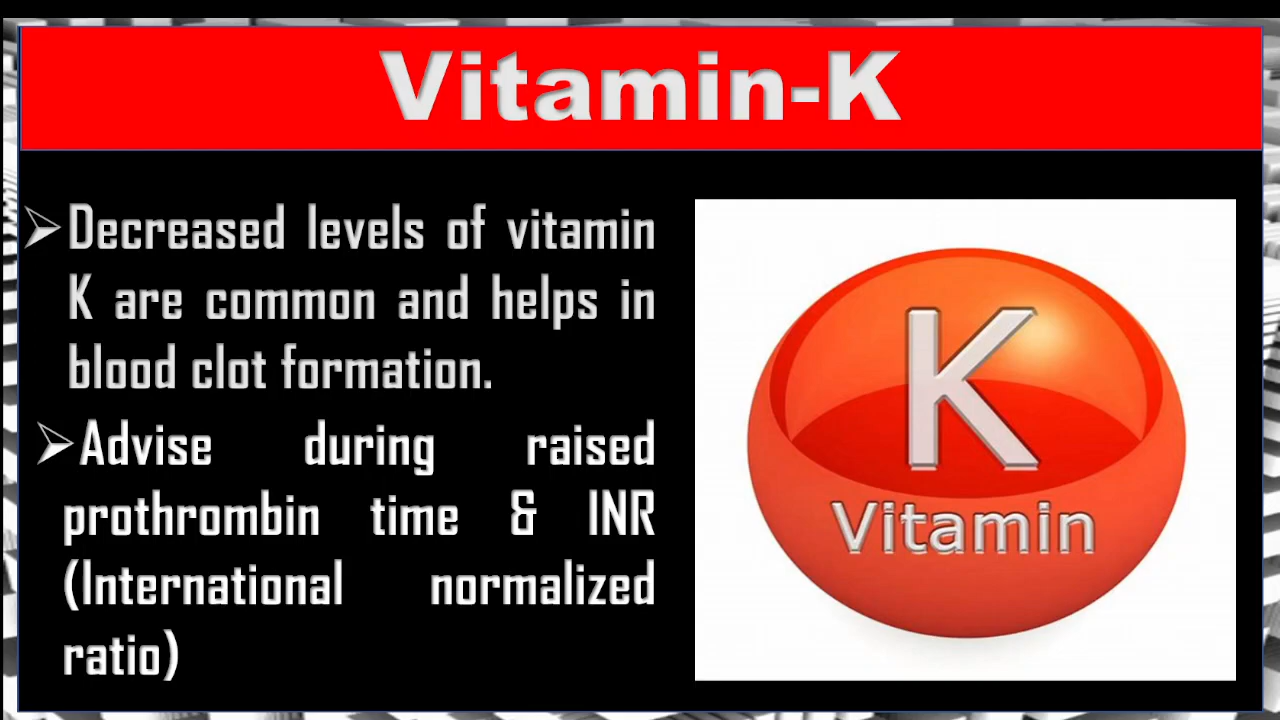 Vitamin-K
➢Decreased levels of vitamin
K are common and helps in
blood clot formation.
➢Advise during raised
prothrombin time & INR
(International normalized
ratio)
K
Vitamin